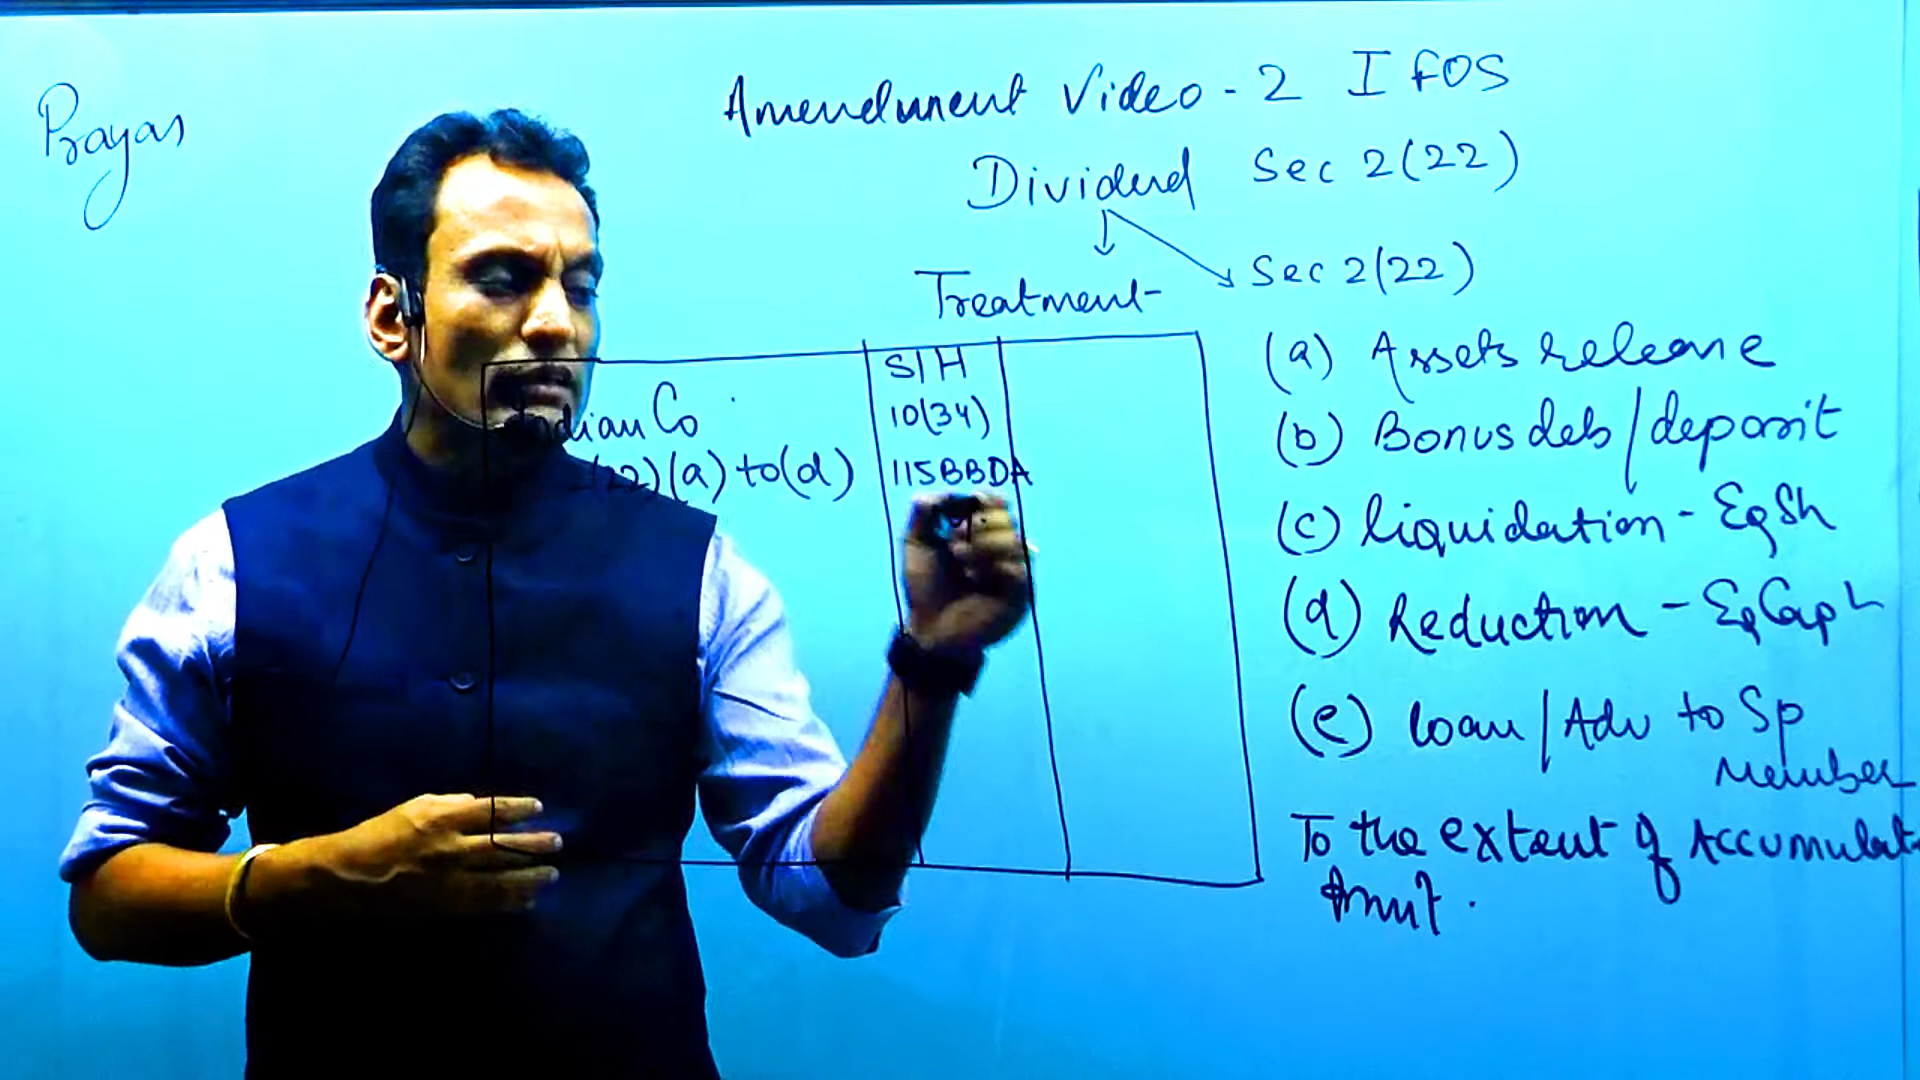 Prayas
Amendment Video - 2 IFOS
Dividend Sec 2(22)
Sec 2(22)
Treatment
S/H
Indian Co
10(34)
(22)(a) to (d)
115BBDA
(a) Assets release
(b) Bonus deb / deposit
(c) liquidation - Eq Sh
(d) Reduction - Eq Cap
(e) loan / Adv to Sp
Member
To the extent of Accumulat